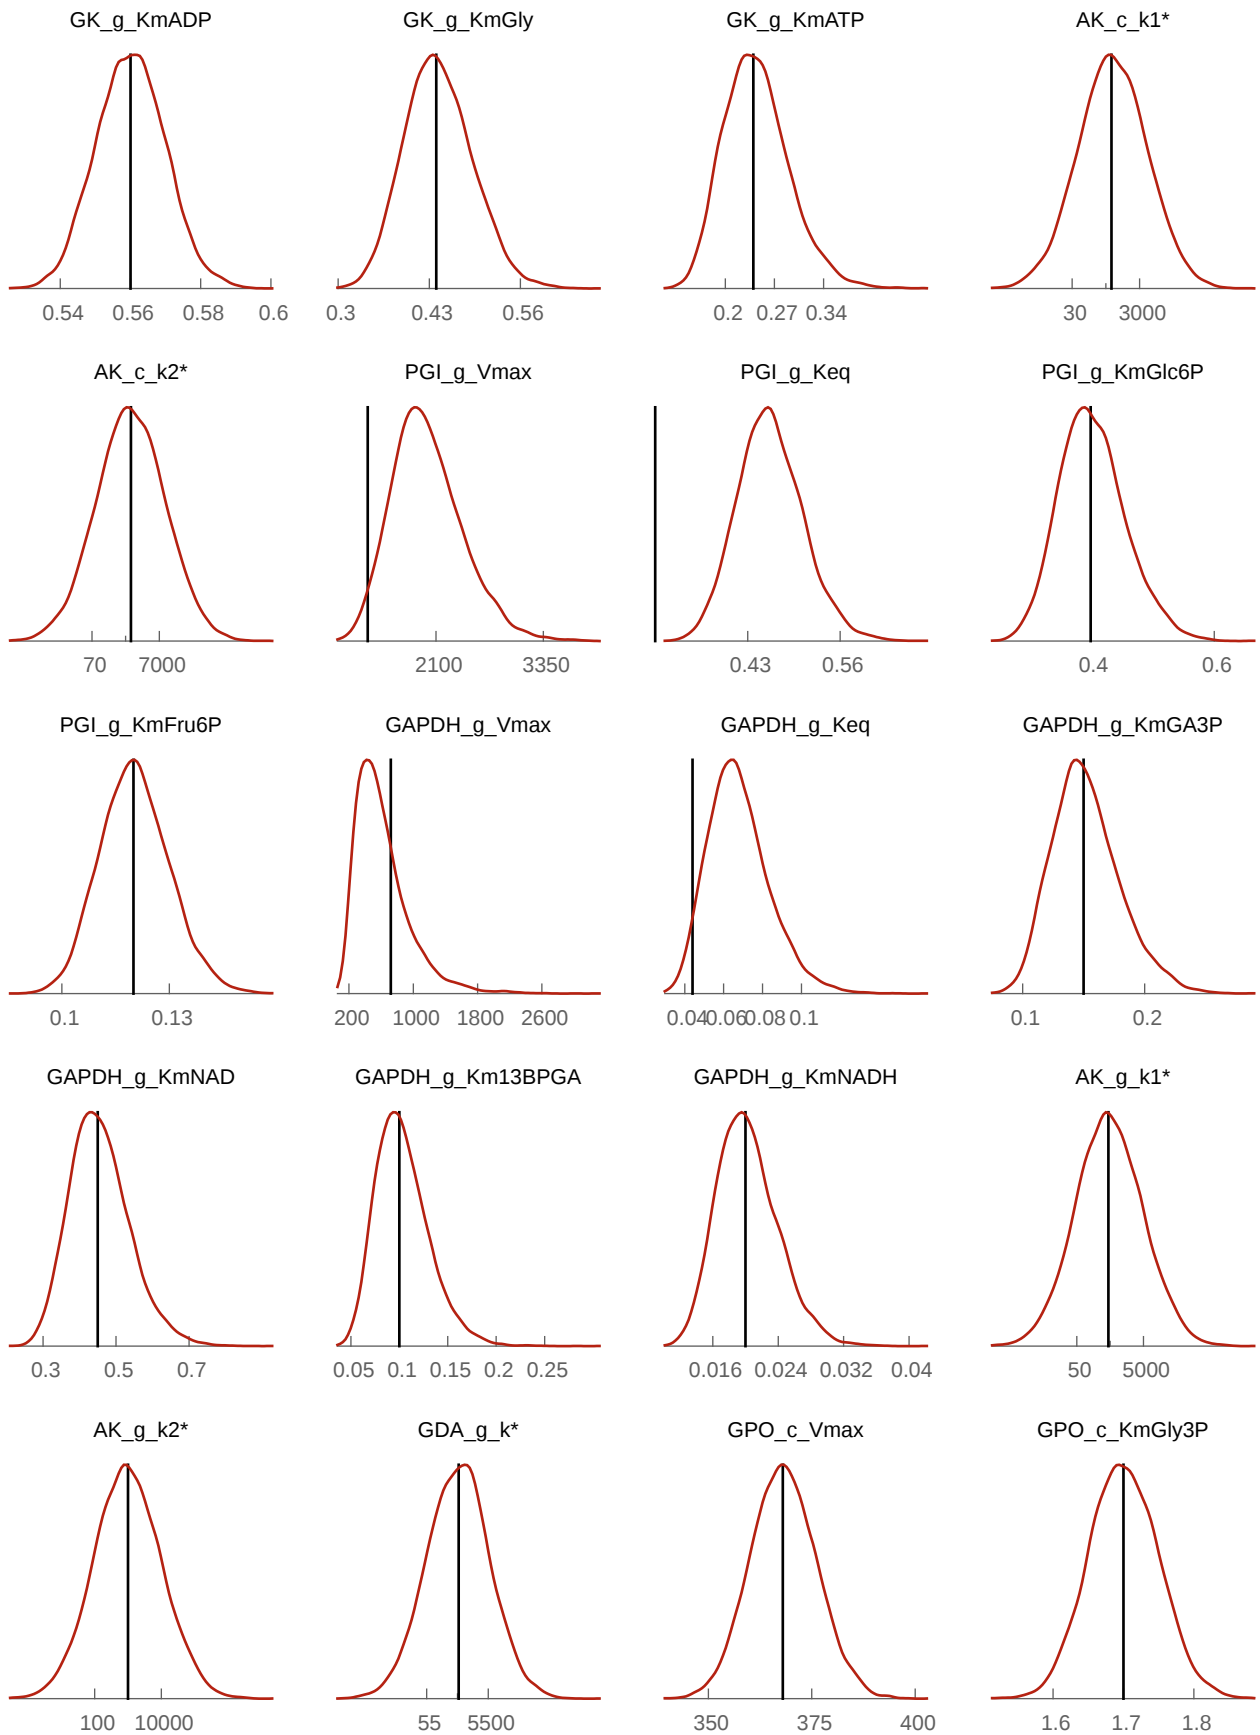 GK_g_KmADP GK_g_KmGly GK_g_KmATP AK_c_k1*
0.54 0.56 0.58 0.6 0.3 0.43 0.56 0.2 0.27 0.34 30 3000
AK_c_k2* PGI_g_Vmax PGI_g_Keq PGI_g_KmGlc6P
70 7000 2100 3350 0.43 0.56 0.4 0.6
PGI_g_KmFru6P GAPDH_g_Vmax GAPDH_g_Keq GAPDH_g_KmGA3P
0.1 0.13 200 1000 1800 2600 0.04 0.06 0.08 0.1 0.1 0.2
GAPDH_g_KmNAD GAPDH_g_Km13BPGA GAPDH_g_KmNADH AK_g_k1*
0.3 0.5 0.7 0.05 0.1 0.15 0.2 0.25 0.016 0.024 0.032 0.04 50 5000
AK_g_k2* GDA_g_k* GPO_c_Vmax GPO_c_KmGly3P
100 10000 55 5500 350 375 400 1.6 1.7 1.8